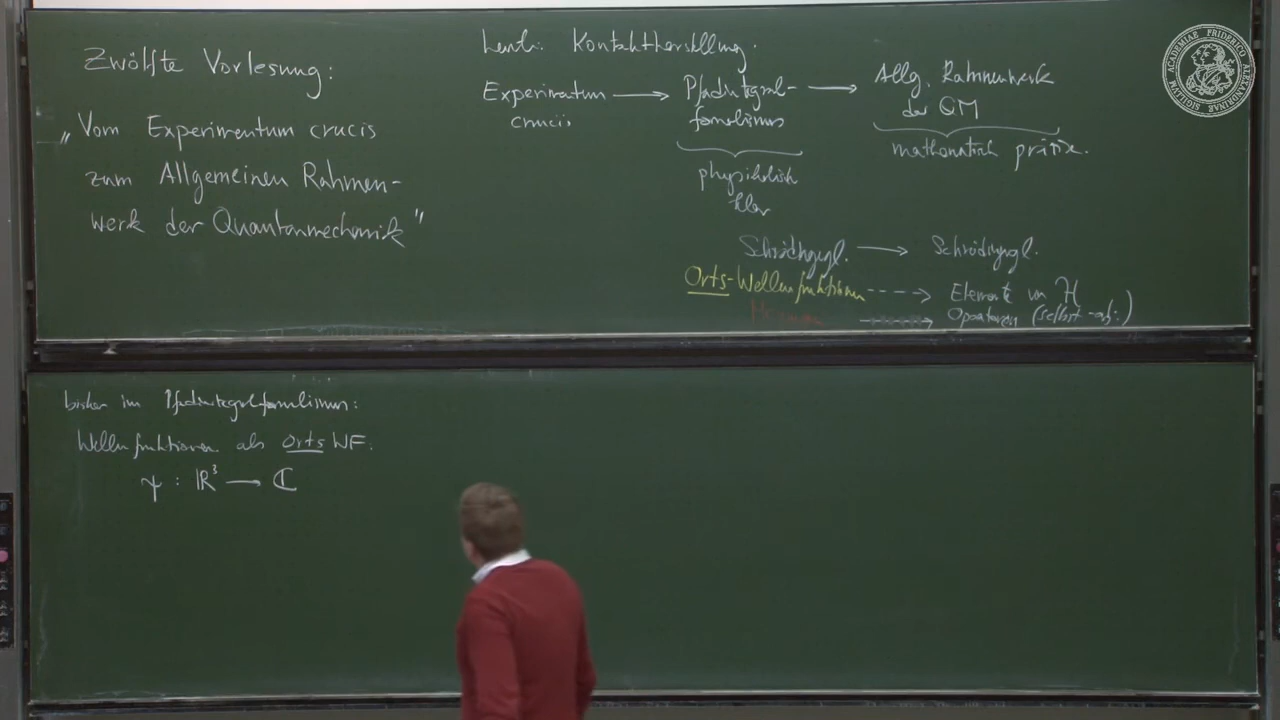 Zwölfte Vorlesung:
„Vom Experimentum crucis
zum Allgemeinen Rahmen-
werk der Quantenmechanik"
Heute: Kontaktherstellung.
Experimentum crucis → Pfadintegral-formalismus → Allg. Rahmenwerk der QM
physikalisch klar
mathematisch präzise.
Schrödingergl. → Schrödingergl.
Orts-Wellenfunktionen ---> Elemente von H
Operatoren (selbst-adj.)
bisher im Pfadintegralformalismus:
Wellenfunktionen als Orts WF.
ψ : ℝ³ → ℂ